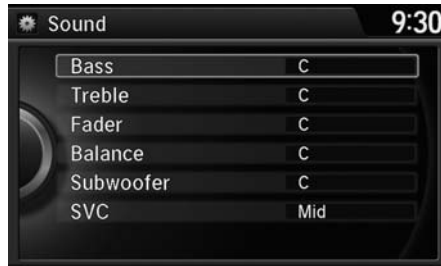 Sound 9:30
Bass C
Treble C
Fader C
Balance C
Subwoofer C
SVC Mid